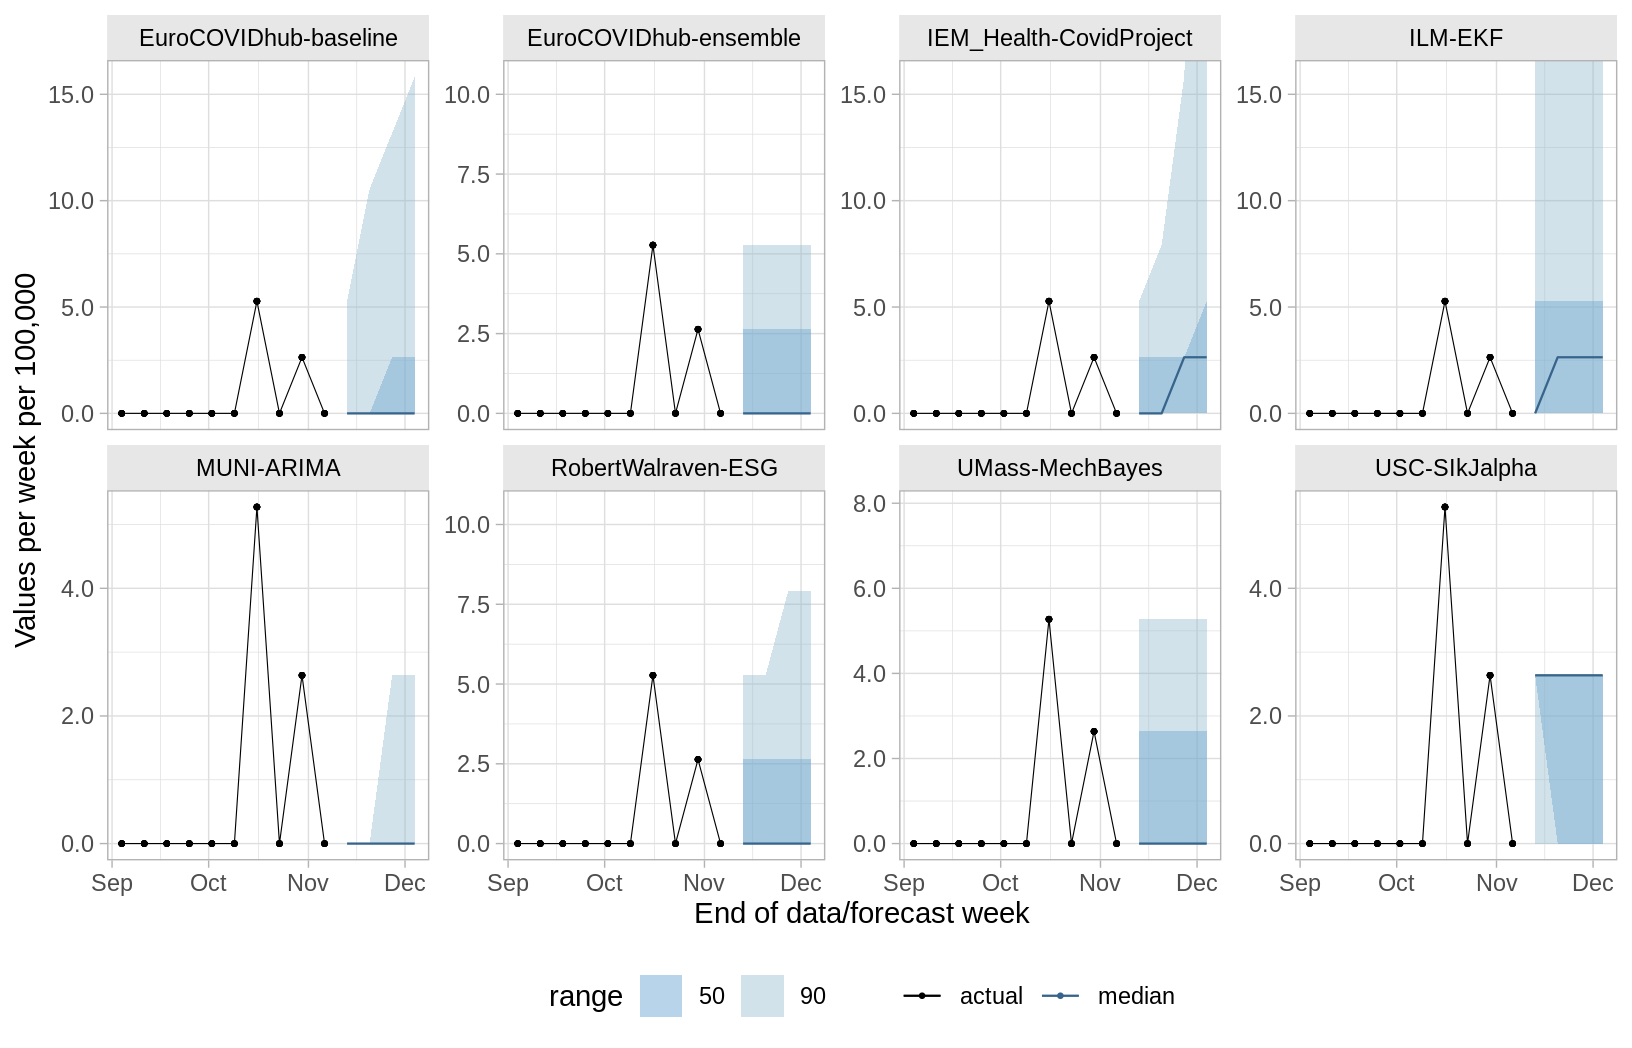 EuroCOVIDhub-baseline EuroCOVIDhub-ensemble IEM_Health-CovidProject ILM-EKF
15.0 10.0 15.0 15.0
7.5
10.0 10.0 10.0
5.0
5.0 5.0 5.0
2.5
0.0 0.0 0.0 0.0
Values per week per 100,000
MUNI-ARIMA RobertWalraven-ESG UMass-MechBayes USC-SIkJalpha
8.0
10.0
4.0 7.5 6.0 4.0
5.0 4.0
2.0 2.5 2.0 2.0
0.0 0.0 0.0 0.0
Sep Oct Nov Dec Sep Oct Nov Dec Sep Oct Nov Dec Sep Oct Nov Dec
End of data/forecast week
range 50 90 actual median